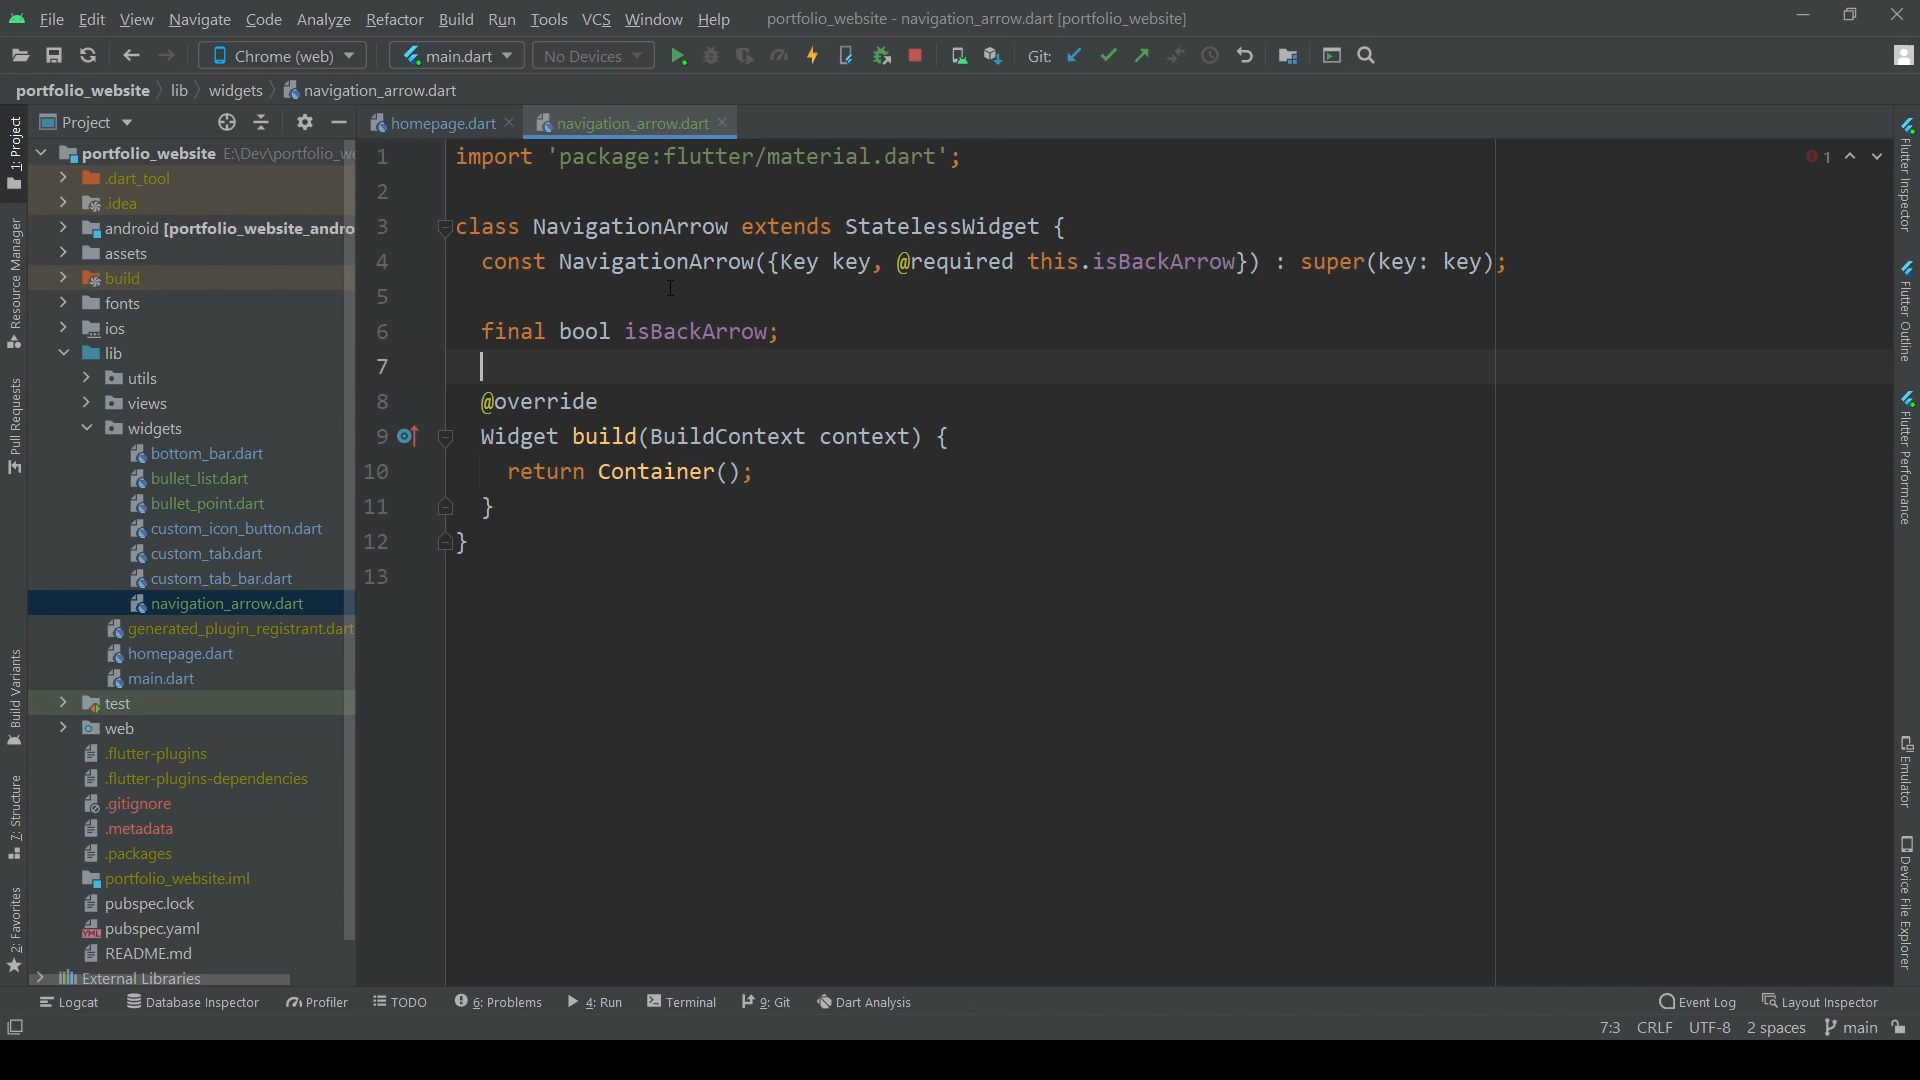 File Edit View Navigate Code Analyze Refactor Build Run Tools VCS Window Help portfolio_website - navigation_arrow.dart [portfolio_website]
Chrome (web) main.dart No Devices Git:
portfolio_website lib widgets navigation_arrow.dart
Project
homepage.dart navigation_arrow.dart
portfolio_website E:\Dev\portfolio_we
.dart_tool
.idea
android [portfolio_website_andro
assets
build
fonts
ios
lib
utils
views
widgets
bottom_bar.dart
bullet_list.dart
bullet_point.dart
custom_icon_button.dart
custom_tab.dart
custom_tab_bar.dart
navigation_arrow.dart
generated_plugin_registrant.dart
homepage.dart
main.dart
test
web
.flutter-plugins
.flutter-plugins-dependencies
.gitignore
.metadata
.packages
portfolio_website.iml
pubspec.lock
pubspec.yaml
README.md
External Libraries
1 import 'package:flutter/material.dart';
2
3 class NavigationArrow extends StatelessWidget {
4 const NavigationArrow({Key key, @required this.isBackArrow}) : super(key: key);
5
6 final bool isBackArrow;
7
8 @override
9 Widget build(BuildContext context) {
10 return Container();
11 }
12 }
13
1
1: Project
Resource Manager
Pull Requests
Build Variants
7: Structure
2: Favorites
Flutter Inspector
Flutter Outline
Flutter Performance
Emulator
Device File Explorer
Logcat Database Inspector Profiler TODO 6: Problems 4: Run Terminal 9: Git Dart Analysis Event Log Layout Inspector
7:3 CRLF UTF-8 2 spaces main